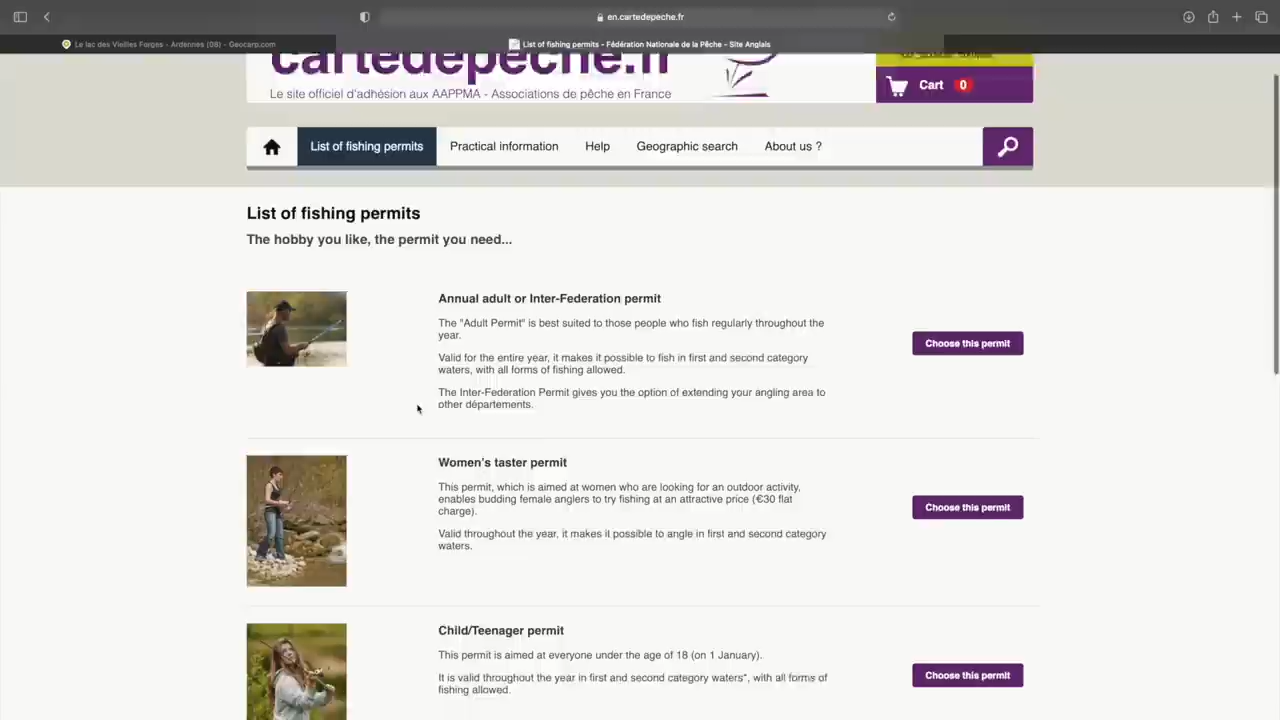 en.cartedepeche.fr
Le lac des Vieilles Forges - Ardennes (08) - Geocarp.com
List of fishing permits - Fédération Nationale de la Pêche - Site Anglais
cartedepeche.fr
Le site officiel d'adhésion aux AAPPMA - Associations de pêche en France
Cart 0
List of fishing permits
Practical information
Help
Geographic search
About us ?
List of fishing permits
The hobby you like, the permit you need...
Annual adult or Inter-Federation permit
The "Adult Permit" is best suited to those people who fish regularly throughout the
year.
Valid for the entire year, it makes it possible to fish in first and second category
waters, with all forms of fishing allowed.
The Inter-Federation Permit gives you the option of extending your angling area to
other départements.
Choose this permit
Women's taster permit
This permit, which is aimed at women who are looking for an outdoor activity,
enables budding female anglers to try fishing at an attractive price (€30 flat
charge).
Valid throughout the year, it makes it possible to angle in first and second category
waters.
Choose this permit
Child/Teenager permit
This permit is aimed at everyone under the age of 18 (on 1 January).
It is valid throughout the year in first and second category waters*, with all forms of
fishing allowed.
Choose this permit